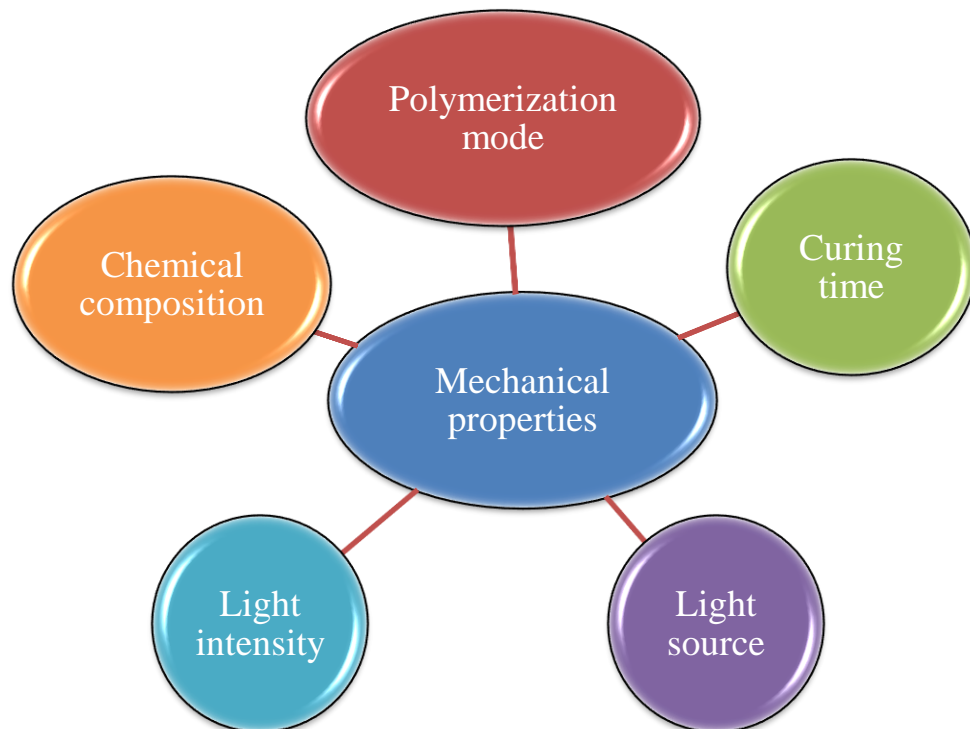 Polymerization
mode
Chemical
composition
Curing
time
Mechanical
properties
Light
intensity
Light
source